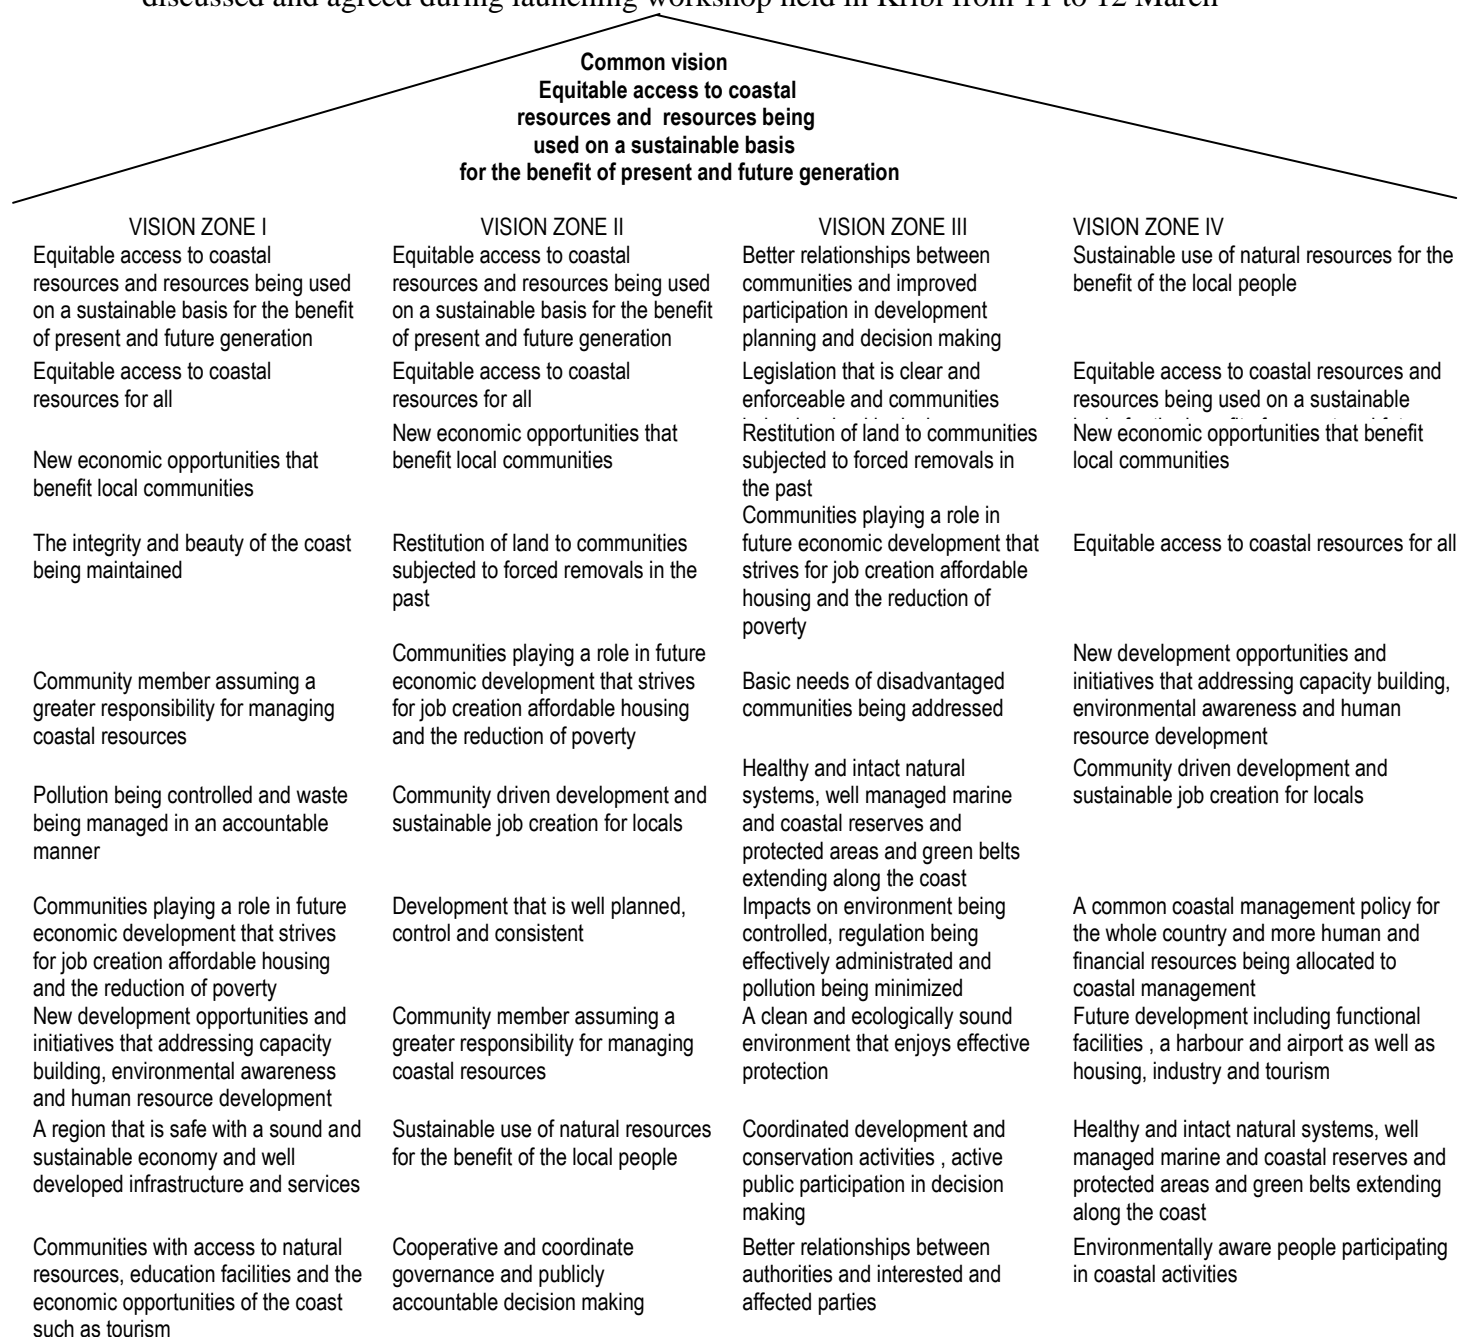 discussed and agreed during launching workshop held in Kribi from 11 to 12 March
Common vision
Equitable access to coastal
resources and resources being
used on a sustainable basis
for the benefit of present and future generation
VISION ZONE I
Equitable access to coastal
resources and resources being used
on a sustainable basis for the benefit
of present and future generation
Equitable access to coastal
resources for all
New economic opportunities that
benefit local communities
The integrity and beauty of the coast
being maintained
Community member assuming a
greater responsibility for managing
coastal resources
Pollution being controlled and waste
being managed in an accountable
manner
Communities playing a role in future
economic development that strives
for job creation affordable housing
and the reduction of poverty
New development opportunities and
initiatives that addressing capacity
building, environmental awareness
and human resource development
A region that is safe with a sound and
sustainable economy and well
developed infrastructure and services
Communities with access to natural
resources, education facilities and the
economic opportunities of the coast
such as tourism
VISION ZONE II
Equitable access to coastal
resources and resources being used
on a sustainable basis for the benefit
of present and future generation
Equitable access to coastal
resources for all
New economic opportunities that
benefit local communities
Restitution of land to communities
subjected to forced removals in the
past
Communities playing a role in future
economic development that strives
for job creation affordable housing
and the reduction of poverty
Community driven development and
sustainable job creation for locals
Development that is well planned,
control and consistent
Community member assuming a
greater responsibility for managing
coastal resources
Sustainable use of natural resources
for the benefit of the local people
Cooperative and coordinate
governance and publicly
accountable decision making
VISION ZONE III
Better relationships between
communities and improved
participation in development
planning and decision making
Legislation that is clear and
enforceable and communities
Restitution of land to communities
subjected to forced removals in
the past
Communities playing a role in
future economic development that
strives for job creation affordable
housing and the reduction of
poverty
Basic needs of disadvantaged
communities being addressed
Healthy and intact natural
systems, well managed marine
and coastal reserves and
protected areas and green belts
extending along the coast
Impacts on environment being
controlled, regulation being
effectively administrated and
pollution being minimized
A clean and ecologically sound
environment that enjoys effective
protection
Coordinated development and
conservation activities , active
public participation in decision
making
Better relationships between
authorities and interested and
affected parties
VISION ZONE IV
Sustainable use of natural resources for the
benefit of the local people
Equitable access to coastal resources and
resources being used on a sustainable
New economic opportunities that benefit
local communities
Equitable access to coastal resources for all
New development opportunities and
initiatives that addressing capacity building,
environmental awareness and human
resource development
Community driven development and
sustainable job creation for locals
A common coastal management policy for
the whole country and more human and
financial resources being allocated to
coastal management
Future development including functional
facilities , a harbour and airport as well as
housing, industry and tourism
Healthy and intact natural systems, well
managed marine and coastal reserves and
protected areas and green belts extending
along the coast
Environmentally aware people participating
in coastal activities